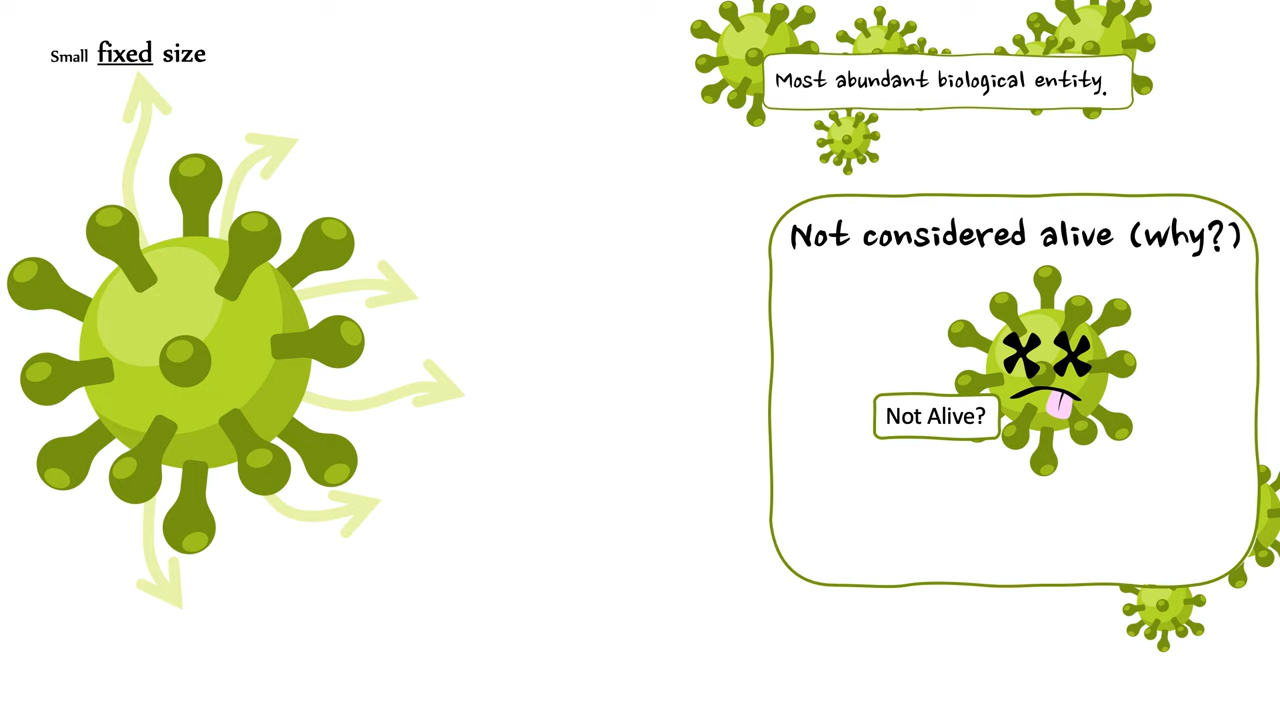 Small fixed size
Most abundant biological entity.
Not considered alive (why?)
Not Alive?